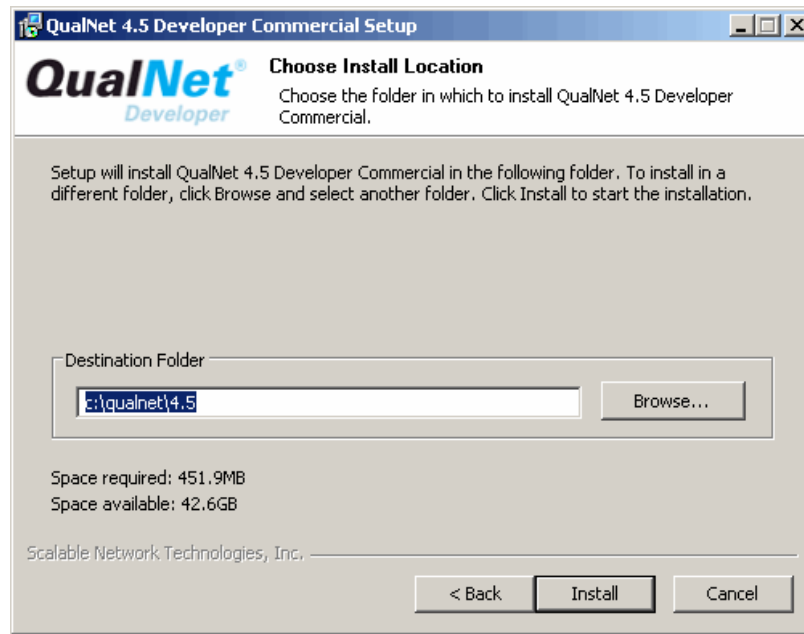 QualNet 4.5 Developer Commercial Setup
QualNet®
Developer
Choose Install Location
Choose the folder in which to install QualNet 4.5 Developer
Commercial.
Setup will install QualNet 4.5 Developer Commercial in the following folder. To install in a
different folder, click Browse and select another folder. Click Install to start the installation.
Destination Folder
c:\qualnet\4.5
Browse...
Space required: 451.9MB
Space available: 42.6GB
Scalable Network Technologies, Inc.
< Back
Install
Cancel